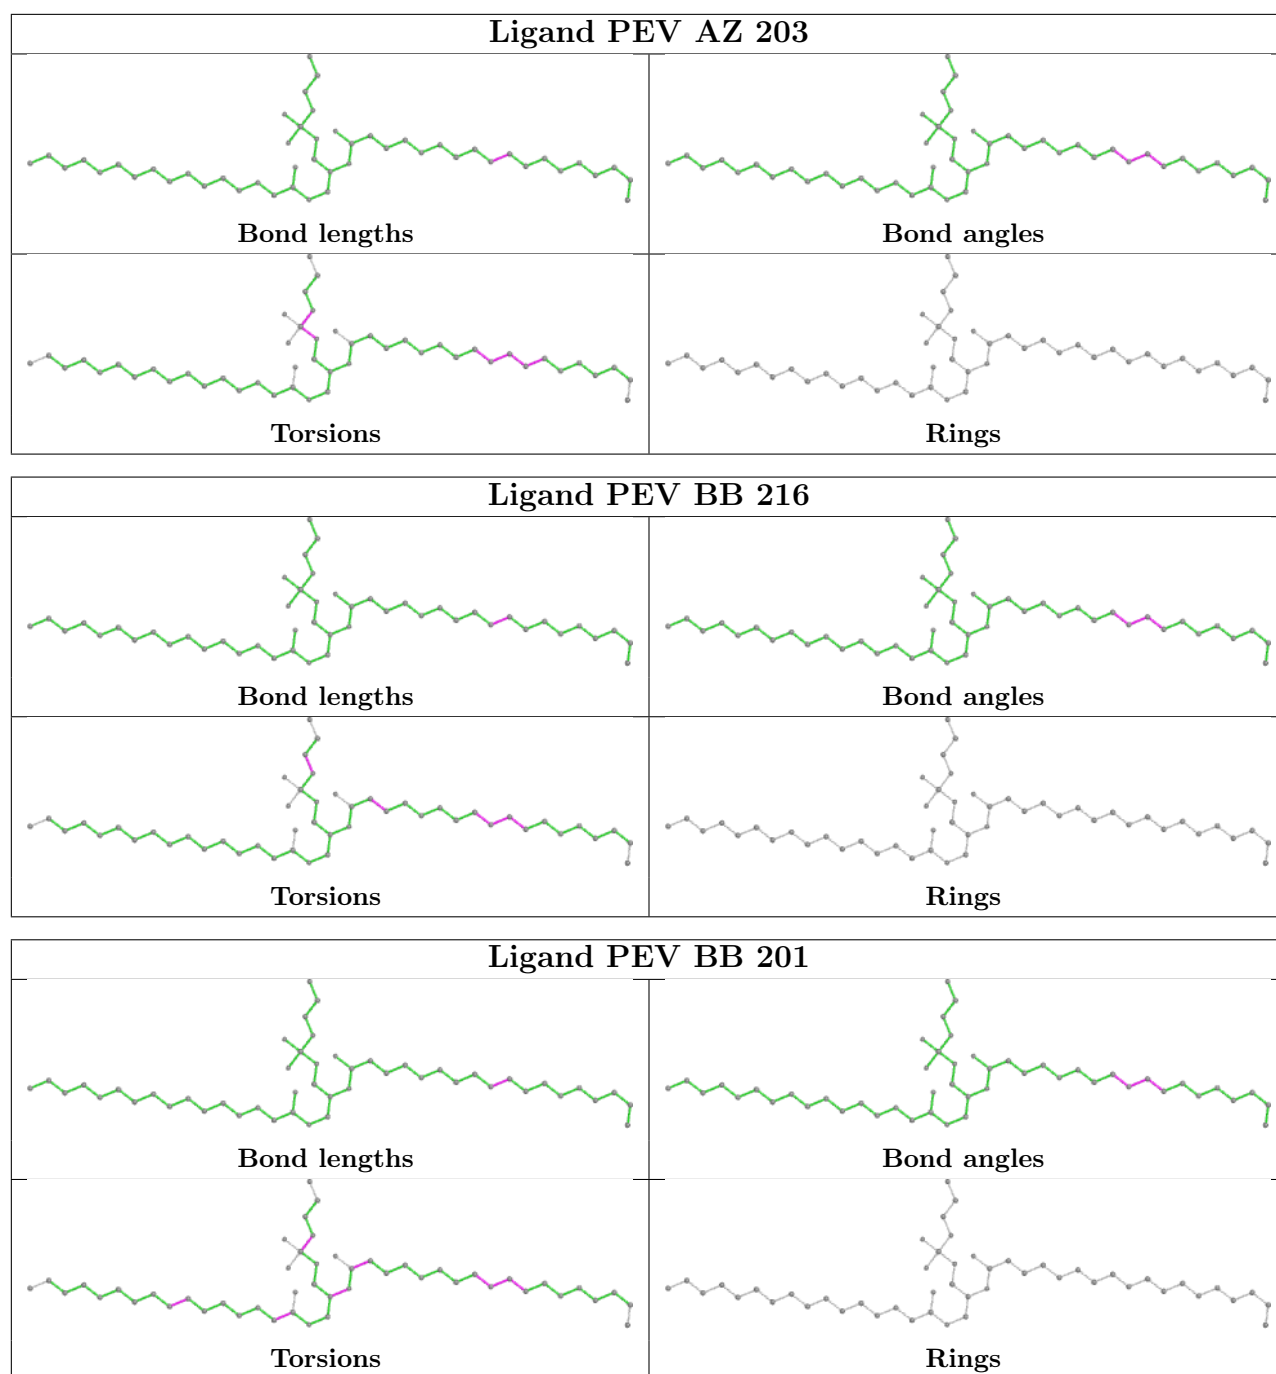 Ligand PEV AZ 203
Bond lengths
Bond angles
Torsions
Rings
Ligand PEV BB 216
Bond lengths
Bond angles
Torsions
Rings
Ligand PEV BB 201
Bond lengths
Bond angles
Torsions
Rings